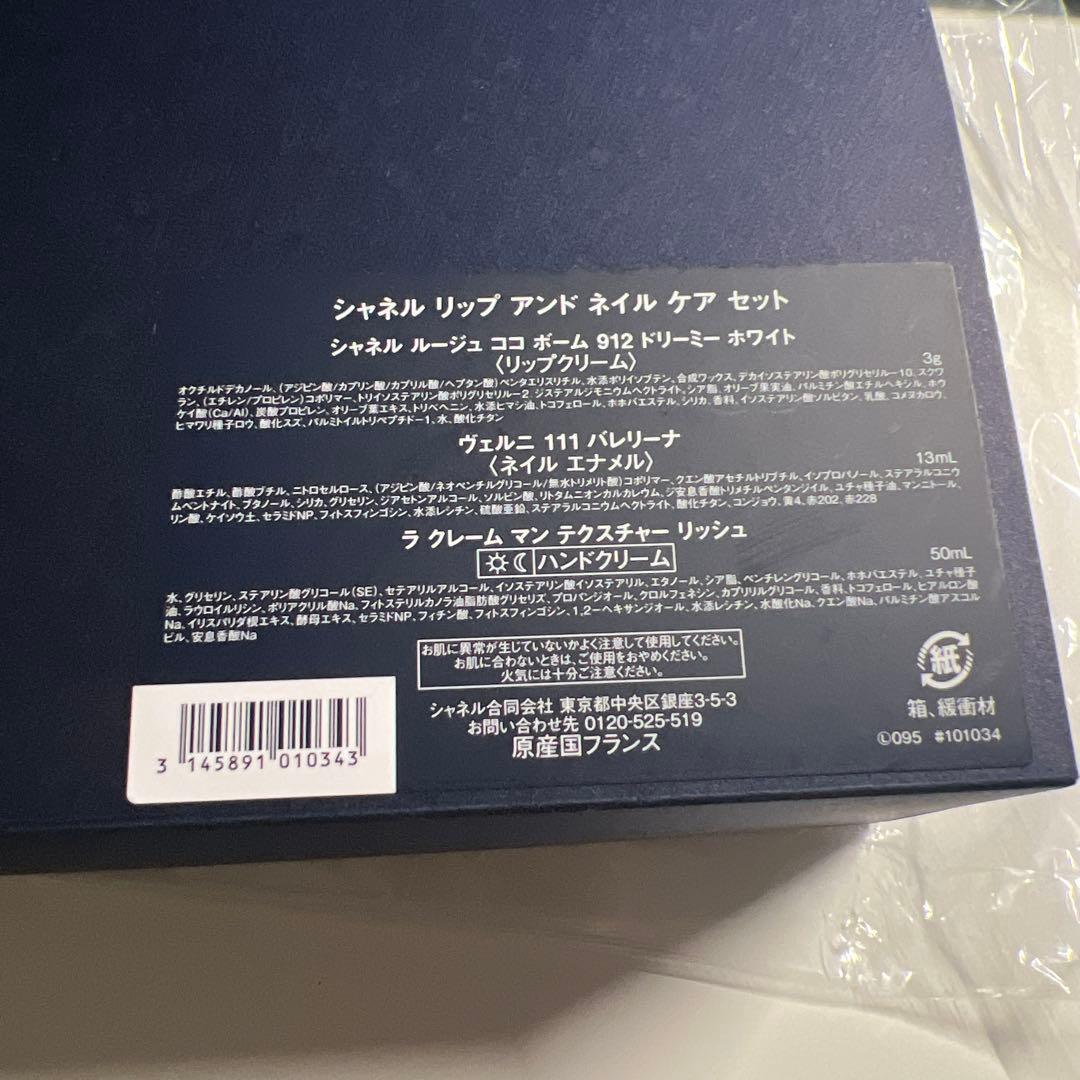 シャネル リップ アンド ネイル ケア セット
シャネル ルージュ ココ ボーム 912 ドリーミー ホワイト
〈リップクリーム〉 3g
オクチルドデカノール、(アジピン酸/カプリン酸/カプリル酸/ヘプタン酸)ペンタエリスリチル、水添ポリイソブテン、合成ワックス、デカイソステアリン酸ポリグリセリル-10、スクワ
ラン、(エチレン/プロピレン)コポリマー、トリイソステアリン酸ポリグリセリル-2、ジステアルジモニウムヘクトライト、シア脂、オリーブ果実油、パルミチン酸エチルヘキシル、ホウ
ケイ酸(Ca/Al)、炭酸プロピレン、オリーブ葉エキス、トリベヘニン、水添ヒマシ油、トコフェロール、ホホバエステル、シリカ、香料、イソステアリン酸ソルビタン、乳酸、コメヌカロウ、
ヒマワリ種子ロウ、酸化スズ、パルミトイルトリペプチド-1、水、酸化チタン
ヴェルニ 111 バレリーナ
〈ネイル エナメル〉 13mL
酢酸エチル、酢酸ブチル、ニトロセルロース、(アジピン酸/ネオペンチルグリコール/無水トリメリト酸)コポリマー、クエン酸アセチルトリブチル、イソプロパノール、ステアラルコニウ
ムベントナイト、ブタノール、シリカ、グリセリン、ジアセトンアルコール、ソルビン酸、リトタムニオンカルカレウム、ジ安息香酸トリメチルペンタンジイル、ユチャ種子油、マンニトール、
リン酸、ケイソウ土、セラミドNP、フィトスフィンゴシン、水添レシチン、硫酸亜鉛、ステアラルコニウムヘクトライト、酸化チタン、コンジョウ、黄4、赤202、赤228
ラ クレーム マン テクスチャー リッシュ
ハンドクリーム 50mL
水、グリセリン、ステアリン酸グリコール(SE)、セテアリルアルコール、イソステアリン酸イソステアリル、エタノール、シア脂、ペンチレングリコール、ホホバエステル、ユチャ種子
油、ラウロイルリシン、ポリアクリル酸Na、フィトステリルカノラ油脂肪酸グリセリズ、プロパンジオール、クロルフェネシン、カプリリルグリコール、香料、トコフェロール、ヒアルロン酸
Na、イリスパリダ根エキス、酵母エキス、セラミドNP、フィチン酸、フィトスフィンゴシン、1,2-ヘキサンジオール、水添レシチン、水酸化Na、クエン酸Na、パルミチン酸アスコル
ビル、安息香酸Na
お肌に異常が生じていないかよく注意して使用してください。
お肌に合わないときは、ご使用をおやめください。
火気には十分ご注意ください。
シャネル合同会社 東京都中央区銀座3-5-3
お問い合わせ先 0120-525-519
原産国フランス
紙
箱、緩衝材
Ⓛ095 #101034
3 145891 010343